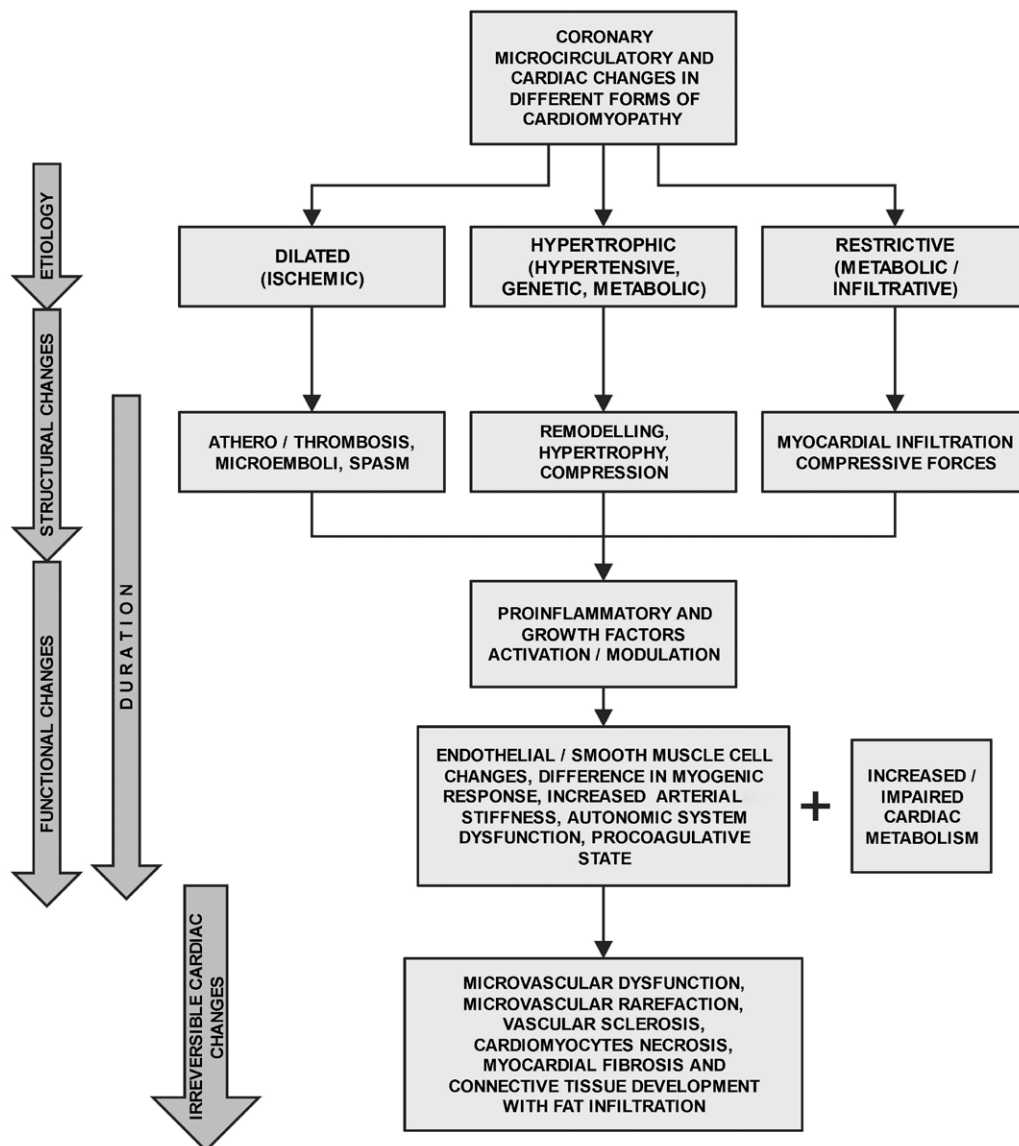 CORONARY
MICROCIRCULATORY AND
CARDIAC CHANGES IN
DIFFERENT FORMS OF
CARDIOMYOPATHY
ETIOLOGY
DILATED
(ISCHEMIC)
HYPERTROPHIC
(HYPERTENSIVE,
GENETIC, METABOLIC)
RESTRICTIVE
(METABOLIC /
INFILTRATIVE)
STRUCTURAL CHANGES
DURATION
ATHERO / THROMBOSIS,
MICROEMBOLI, SPASM
REMODELLING,
HYPERTROPHY,
COMPRESSION
MYOCARDIAL INFILTRATION
COMPRESSIVE FORCES
FUNCTIONAL CHANGES
PROINFLAMMATORY AND
GROWTH FACTORS
ACTIVATION / MODULATION
ENDOTHELIAL / SMOOTH MUSCLE CELL
CHANGES, DIFFERENCE IN MYOGENIC
RESPONSE, INCREASED ARTERIAL
STIFFNESS, AUTONOMIC SYSTEM
DYSFUNCTION, PROCOAGULATIVE
STATE
+
INCREASED /
IMPAIRED
CARDIAC
METABOLISM
IRREVERSIBLE CARDIAC
CHANGES
MICROVASCULAR DYSFUNCTION,
MICROVASCULAR RAREFACTION,
VASCULAR SCLEROSIS,
CARDIOMYOCYTES NECROSIS,
MYOCARDIAL FIBROSIS AND
CONNECTIVE TISSUE DEVELOPMENT
WITH FAT INFILTRATION